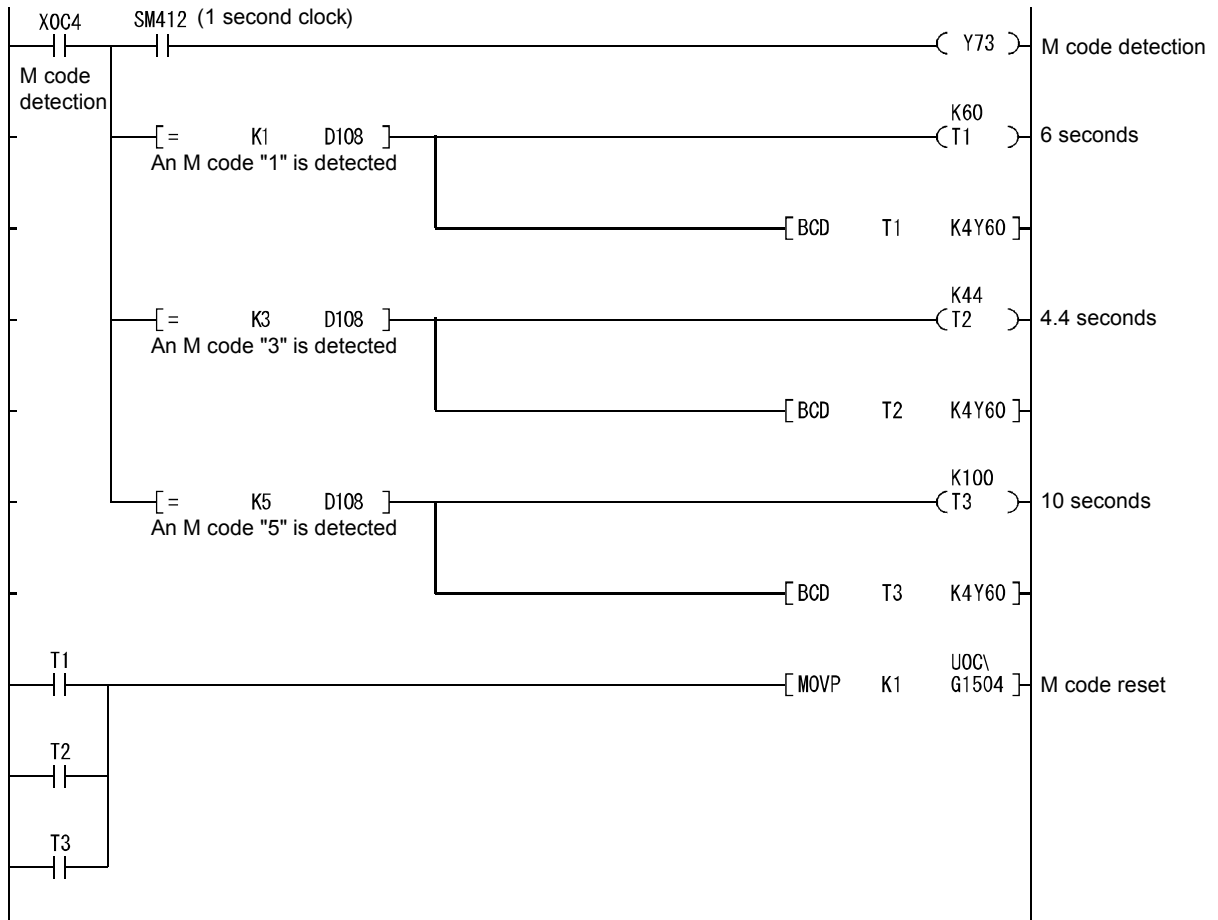 X0C4 SM412 (1 second clock)
Y73 M code detection
M code
detection
K60
= K1 D108 T1 6 seconds
An M code "1" is detected
BCD T1 K4Y60
K44
= K3 D108 T2 4.4 seconds
An M code "3" is detected
BCD T2 K4Y60
K100
= K5 D108 T3 10 seconds
An M code "5" is detected
BCD T3 K4Y60
T1 U0C\
MOVP K1 G1504 M code reset
T2
T3